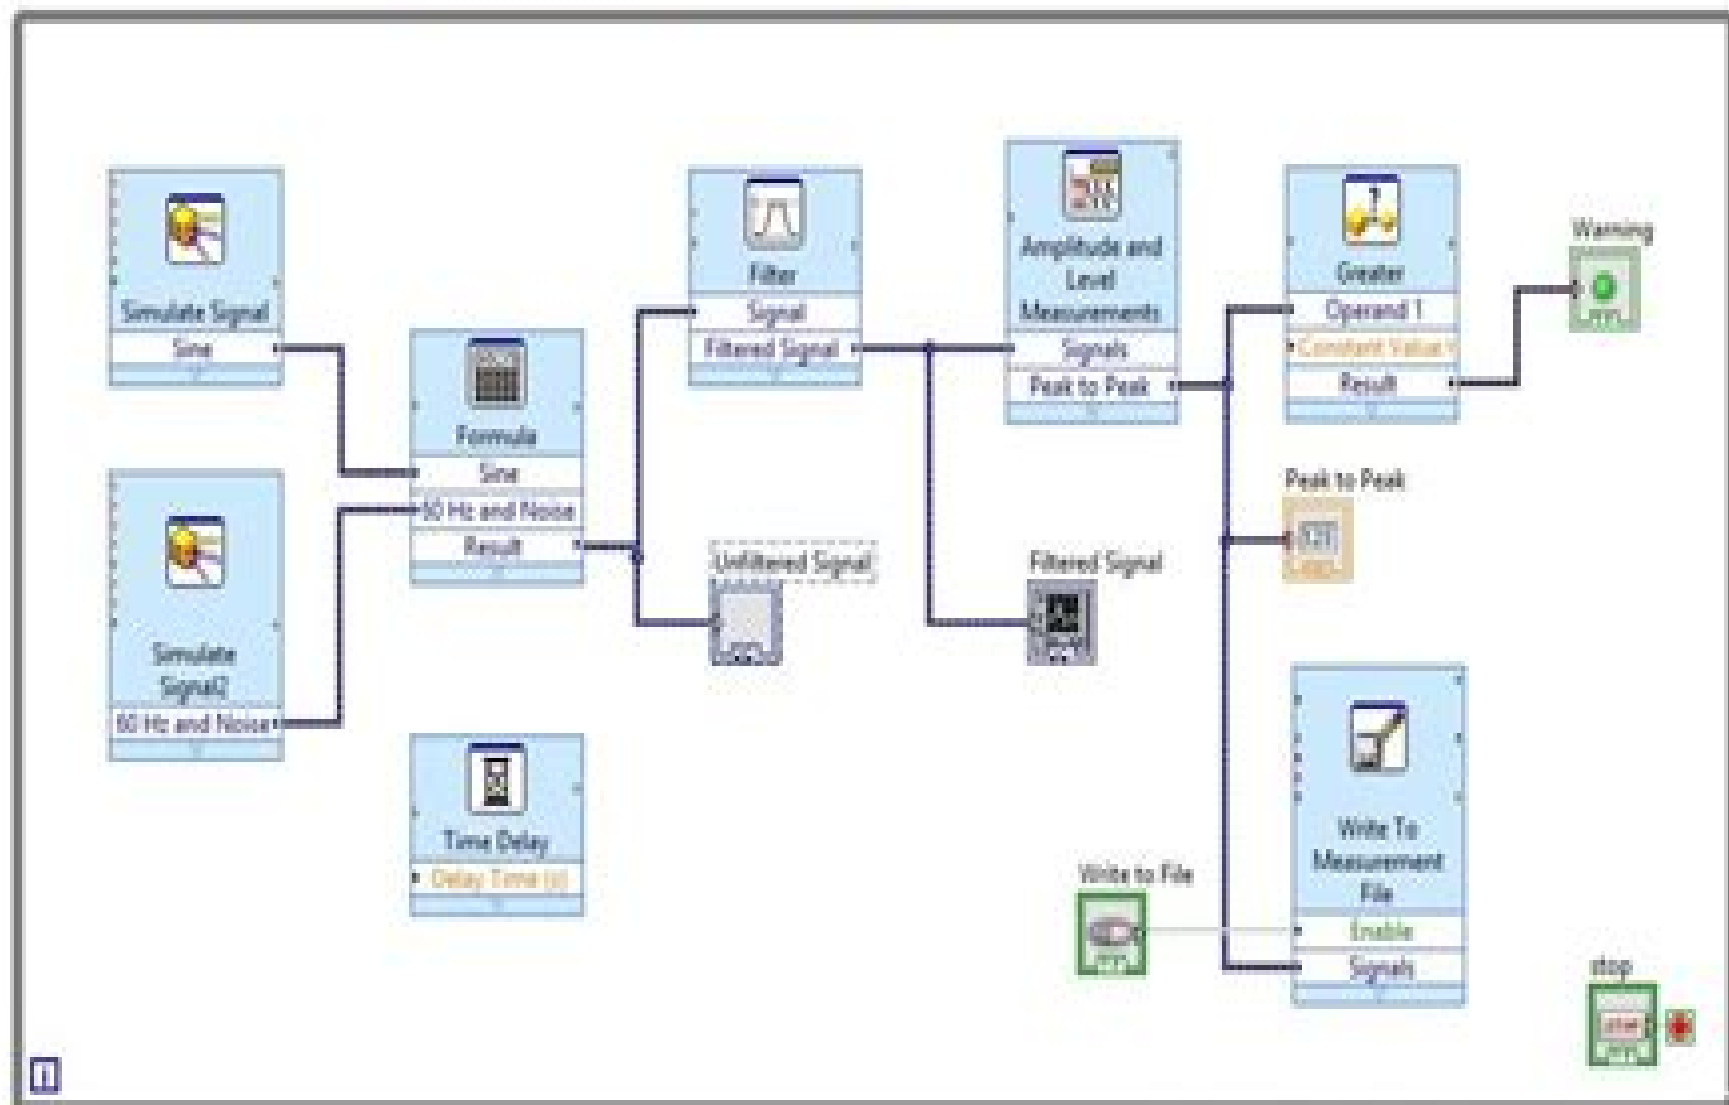 Simulate Signal
Sine
Simulate
Signal2
60 Hz and Noise
Formula
Sine
60 Hz and Noise
Result
Time Delay
Delay Time (s)
Filter
Signal
Filtered Signal
Unfiltered Signal
Amplitude and
Level
Measurements
Signals
Peak to Peak
Filtered Signal
Greater
Operand 1
Constant Value
Result
Warning
Peak to Peak
Write to File
Write To
Measurement
File
Enable
Signals
stop
i